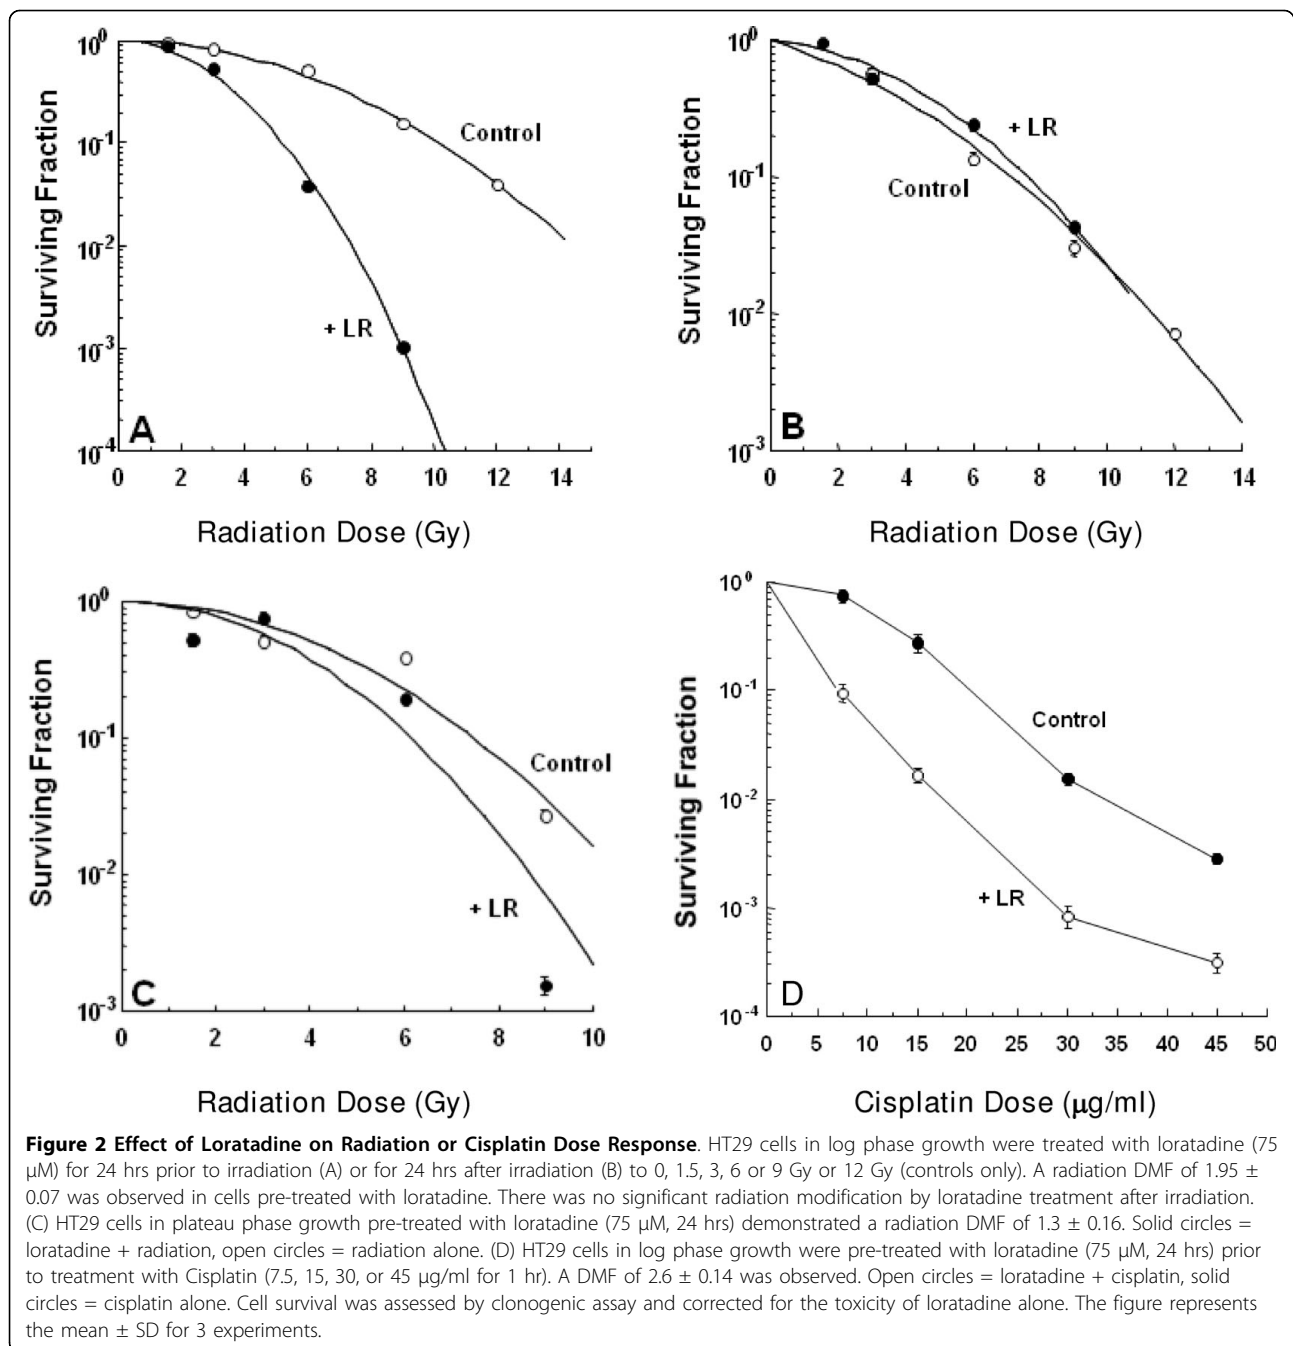 10^0
10^-1
10^-2
10^-3
10^-4
Surviving Fraction
Control
+ LR
A
0 2 4 6 8 10 12 14
Radiation Dose (Gy)
10^0
10^-1
10^-2
10^-3
Surviving Fraction
+ LR
Control
B
0 2 4 6 8 10 12 14
Radiation Dose (Gy)
10^0
10^-1
10^-2
10^-3
Surviving Fraction
Control
+ LR
C
0 2 4 6 8 10
Radiation Dose (Gy)
10^0
10^-1
10^-2
10^-3
10^-4
Surviving Fraction
Control
+ LR
D
0 5 10 15 20 25 30 35 40 45 50
Cisplatin Dose (µg/ml)
Figure 2 Effect of Loratadine on Radiation or Cisplatin Dose Response. HT29 cells in log phase growth were treated with loratadine (75
µM) for 24 hrs prior to irradiation (A) or for 24 hrs after irradiation (B) to 0, 1.5, 3, 6 or 9 Gy or 12 Gy (controls only). A radiation DMF of 1.95 ±
0.07 was observed in cells pre-treated with loratadine. There was no significant radiation modification by loratadine treatment after irradiation.
(C) HT29 cells in plateau phase growth pre-treated with loratadine (75 µM, 24 hrs) demonstrated a radiation DMF of 1.3 ± 0.16. Solid circles =
loratadine + radiation, open circles = radiation alone. (D) HT29 cells in log phase growth were pre-treated with loratadine (75 µM, 24 hrs) prior
to treatment with Cisplatin (7.5, 15, 30, or 45 µg/ml for 1 hr). A DMF of 2.6 ± 0.14 was observed. Open circles = loratadine + cisplatin, solid
circles = cisplatin alone. Cell survival was assessed by clonogenic assay and corrected for the toxicity of loratadine alone. The figure represents
the mean ± SD for 3 experiments.